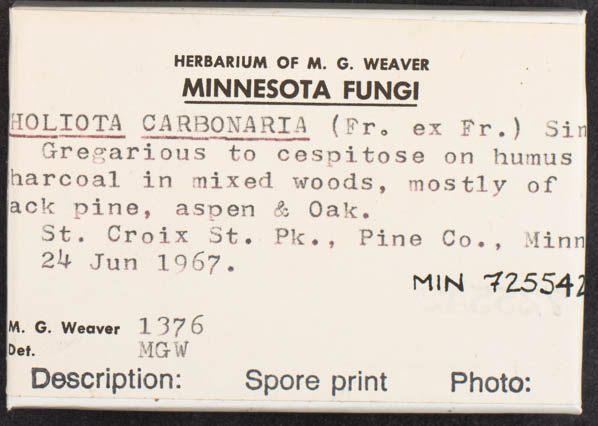 HERBARIUM OF M. G. WEAVER
MINNESOTA FUNGI
HOLIOTA CARBONARIA (Fr. ex Fr.) Sin
Gregarious to cespitose on humus
harcoal in mixed woods, mostly of
ack pine, aspen & Oak.
St. Croix St. Pk., Pine Co., Minn
24 Jun 1967.
MIN 725542
M. G. Weaver 1376
Det. MGW
Description: Spore print Photo: